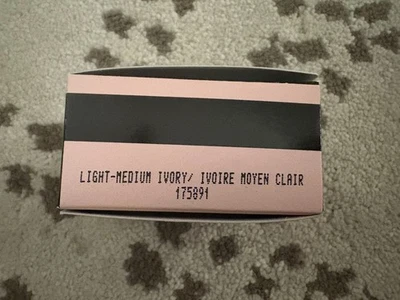 LIGHT-MEDIUM IVORY/ IVOIRE MOYEN CLAIR
175891